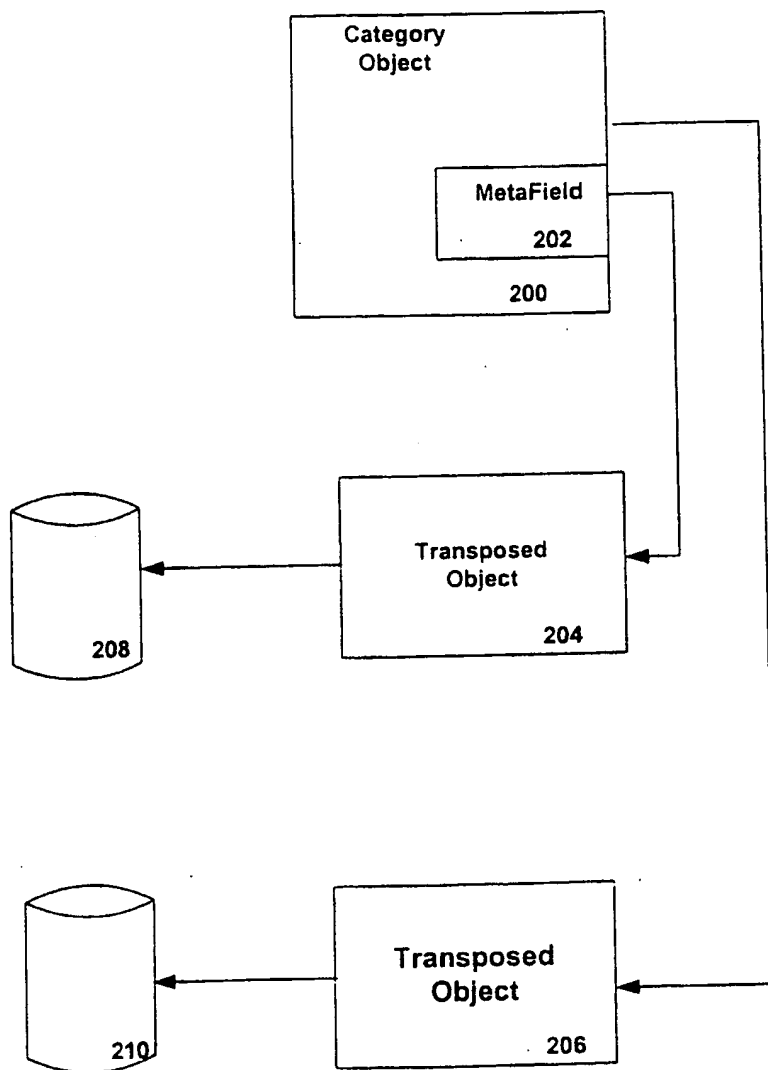 Category
Object
MetaField
202
200
Transposed
Object
204
208
Transposed
Object
206
210